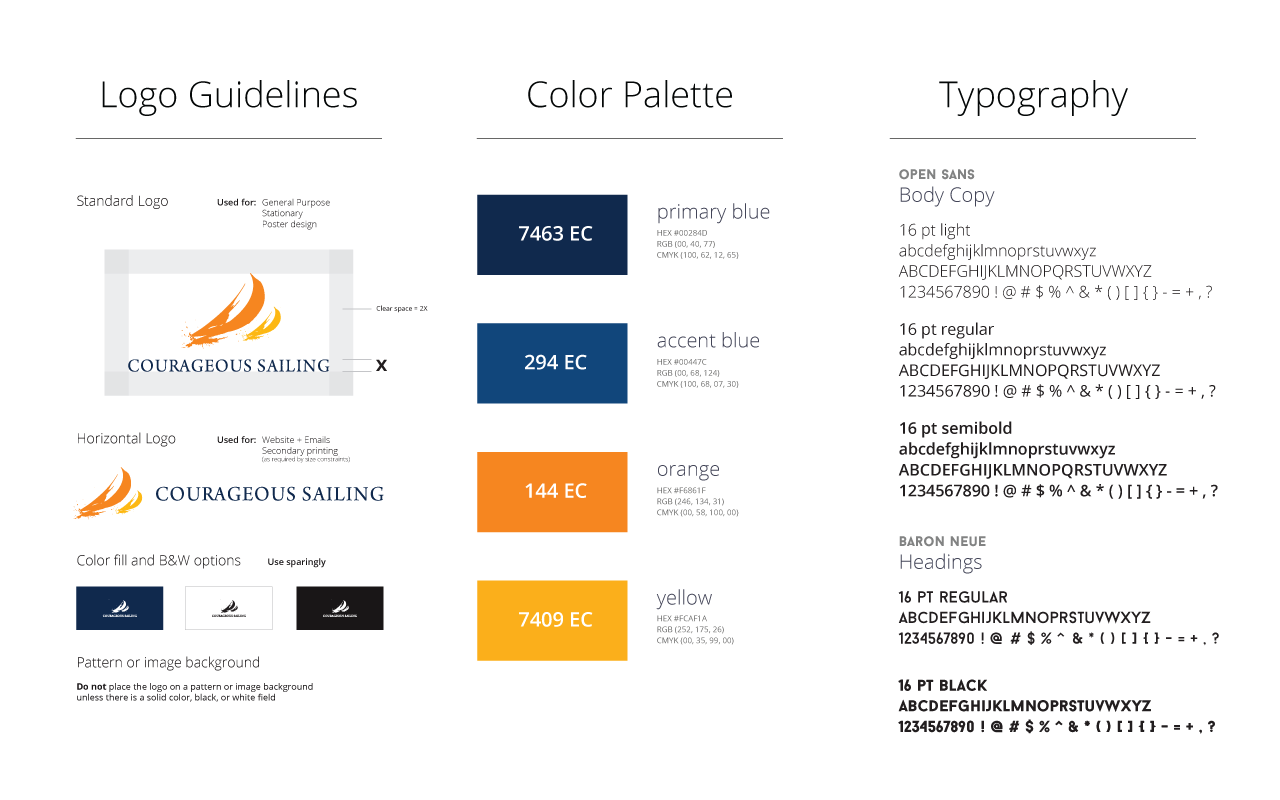 Logo Guidelines
Standard Logo
Used for: General Purpose
Stationary
Poster design
Clear space = 2X
COURAGEOUS SAILING
X
Horizontal Logo
Used for: Website + Emails
Secondary printing
(as required by size constraints)
COURAGEOUS SAILING
Color fill and B&W options
Use sparingly
COURAGEOUS SAILING
COURAGEOUS SAILING
COURAGEOUS SAILING
Pattern or image background
Do not place the logo on a pattern or image background
unless there is a solid color, black, or white field
Color Palette
7463 EC
primary blue
HEX #00284D
RGB (00, 40, 77)
CMYK (100, 62, 12, 65)
294 EC
accent blue
HEX #00447C
RGB (00, 68, 124)
CMYK (100, 68, 07, 30)
144 EC
orange
HEX #F6861F
RGB (246, 134, 31)
CMYK (00, 58, 100, 00)
7409 EC
yellow
HEX #FCAF1A
RGB (252, 175, 26)
CMYK (00, 35, 99, 00)
Typography
OPEN SANS
Body Copy
16 pt light
abcdefghijklmnoprstuvwxyz
ABCDEFGHIJKLMNOPQRSTUVWXYZ
1234567890 ! @ # $ % ^ & * ( ) [ ] { } - = + , ?
16 pt regular
abcdefghijklmnoprstuvwxyz
ABCDEFGHIJKLMNOPQRSTUVWXYZ
1234567890 ! @ # $ % ^ & * ( ) [ ] { } - = + , ?
16 pt semibold
abcdefghijklmnoprstuvwxyz
ABCDEFGHIJKLMNOPQRSTUVWXYZ
1234567890 ! @ # $ % ^ & * ( ) [ ] { } - = + , ?
BARON NEUE
Headings
16 PT REGULAR
ABCDEFGHIJKLMNOPRSTUVWXYZ
1234567890 ! @ # $ % ^ & * ( ) [ ] { } - = + , ?
16 PT BLACK
ABCDEFGHIJKLMNOPRSTUVWXYZ
1234567890 ! @ # $ % ^ & * ( ) [ ] { } - = + , ?